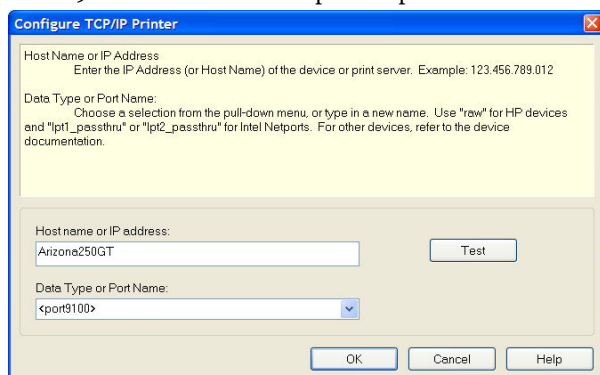 Configure TCP/IP Printer
Host Name or IP Address
Enter the IP Address (or Host Name) of the device or print server. Example: 123.456.789.012
Data Type or Port Name:
Choose a selection from the pull-down menu, or type in a new name. Use "raw" for HP devices
and "lpt1_passthru" or "lpt2_passthru" for Intel Netports. For other devices, refer to the device
documentation.
Host name or IP address:
Arizona250GT
Test
Data Type or Port Name:
<port9100>
OK
Cancel
Help